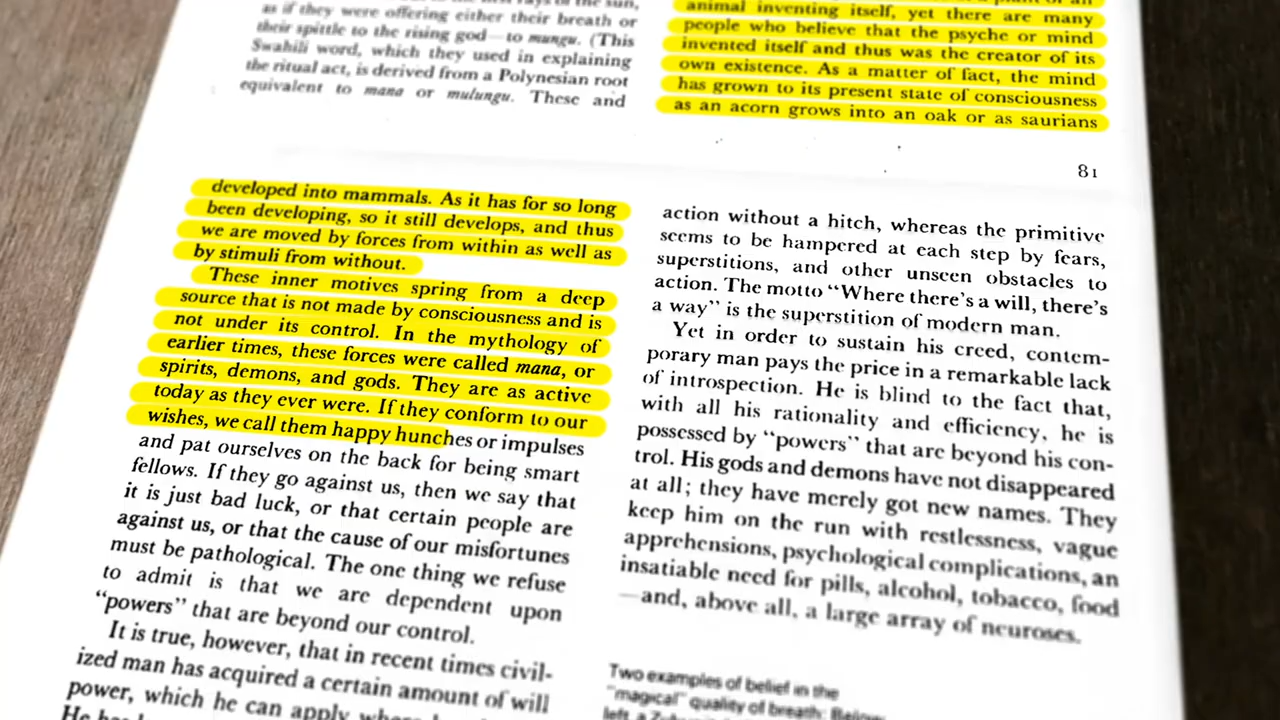 as if they were offering either their breath or
their spittle to the rising god—to mungu. (This
Swahili word, which they used in explaining
the ritual act, is derived from a Polynesian root
equivalent to mana or mulungu. These and
animal inventing itself, yet there are many
people who believe that the psyche or mind
invented itself and thus was the creator of its
own existence. As a matter of fact, the mind
has grown to its present state of consciousness
as an acorn grows into an oak or as saurians
81
developed into mammals. As it has for so long
been developing, so it still develops, and thus
we are moved by forces from within as well as
by stimuli from without.
These inner motives spring from a deep
source that is not made by consciousness and is
not under its control. In the mythology of
earlier times, these forces were called mana, or
spirits, demons, and gods. They are as active
today as they ever were. If they conform to our
wishes, we call them happy hunches or impulses
and pat ourselves on the back for being smart
fellows. If they go against us, then we say that
it is just bad luck, or that certain people are
against us, or that the cause of our misfortunes
must be pathological. The one thing we refuse
to admit is that we are dependent upon
“powers” that are beyond our control.
It is true, however, that in recent times civil-
ized man has acquired a certain amount of will
power, which he can apply
action without a hitch, whereas the primitive
seems to be hampered at each step by fears,
superstitions, and other unseen obstacles to
action. The motto “Where there’s a will, there’s
a way” is the superstition of modern man.
Yet in order to sustain his creed, contem-
porary man pays the price in a remarkable lack
of introspection. He is blind to the fact that,
with all his rationality and efficiency, he is
possessed by “powers” that are beyond his con-
trol. His gods and demons have not disappeared
at all; they have merely got new names. They
keep him on the run with restlessness, vague
apprehensions, psychological complications, an
insatiable need for pills, alcohol, tobacco, food
—and, above all, a large array of neuroses.
Two examples of belief in the
“magical” quality of breath: Below
left, a